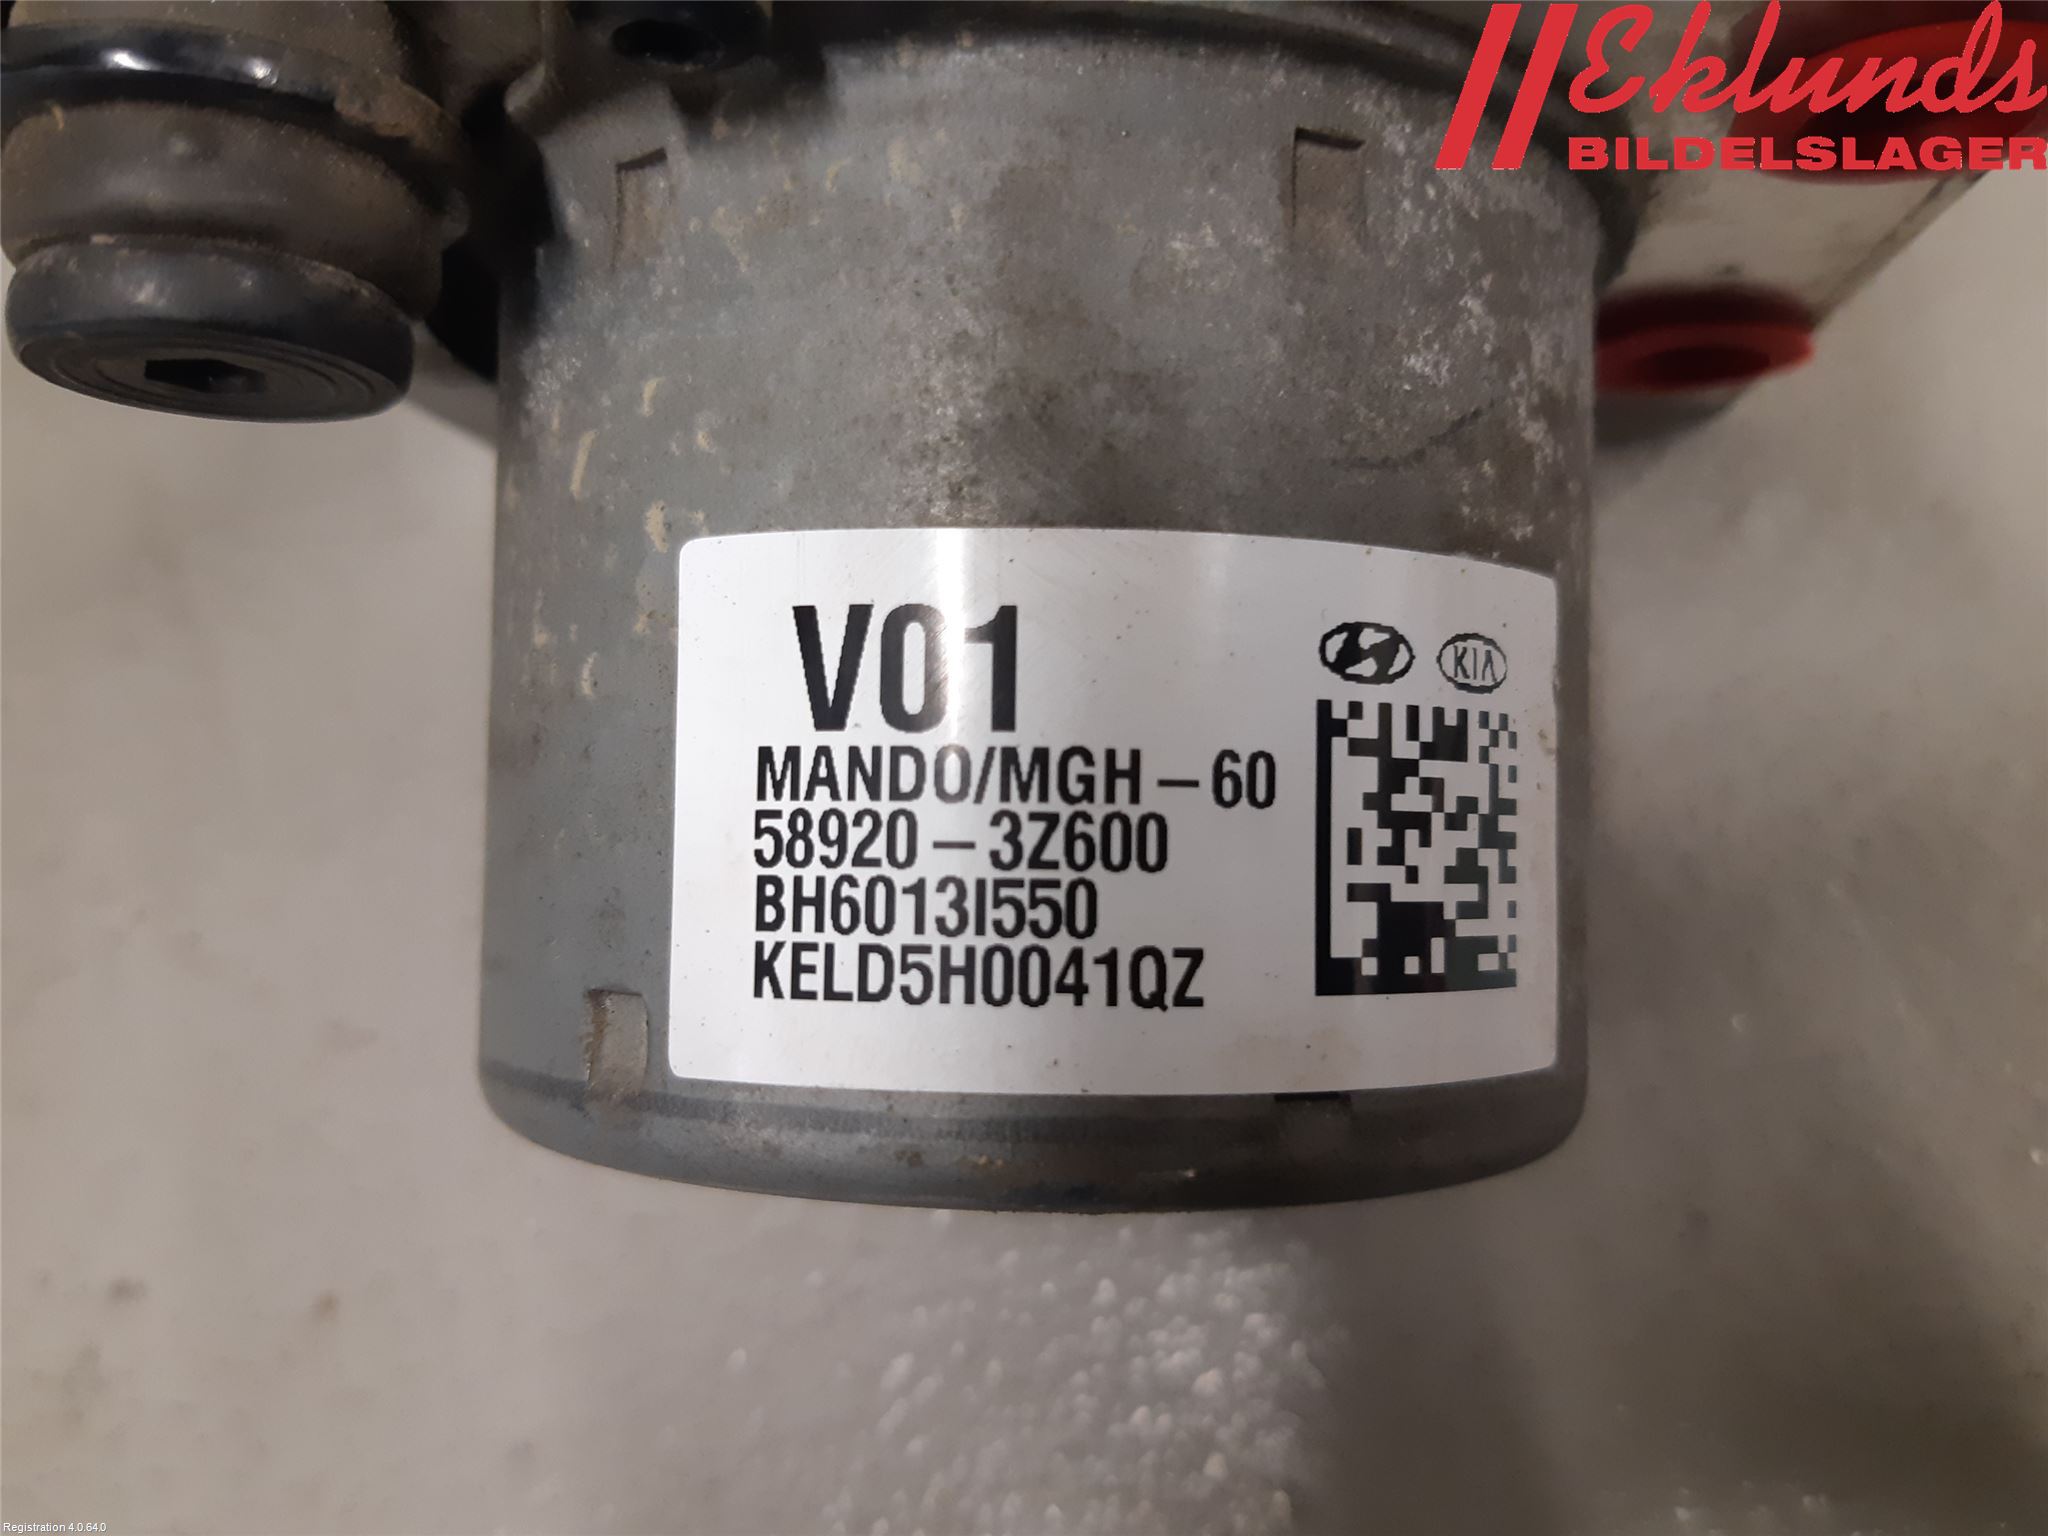 Eklunds
BILDELSLAGER
V01
KIA
MANDO/MGH-60
58920-3Z600
BH6013I550
KELD5H0041QZ
Registration 4.0.64.0